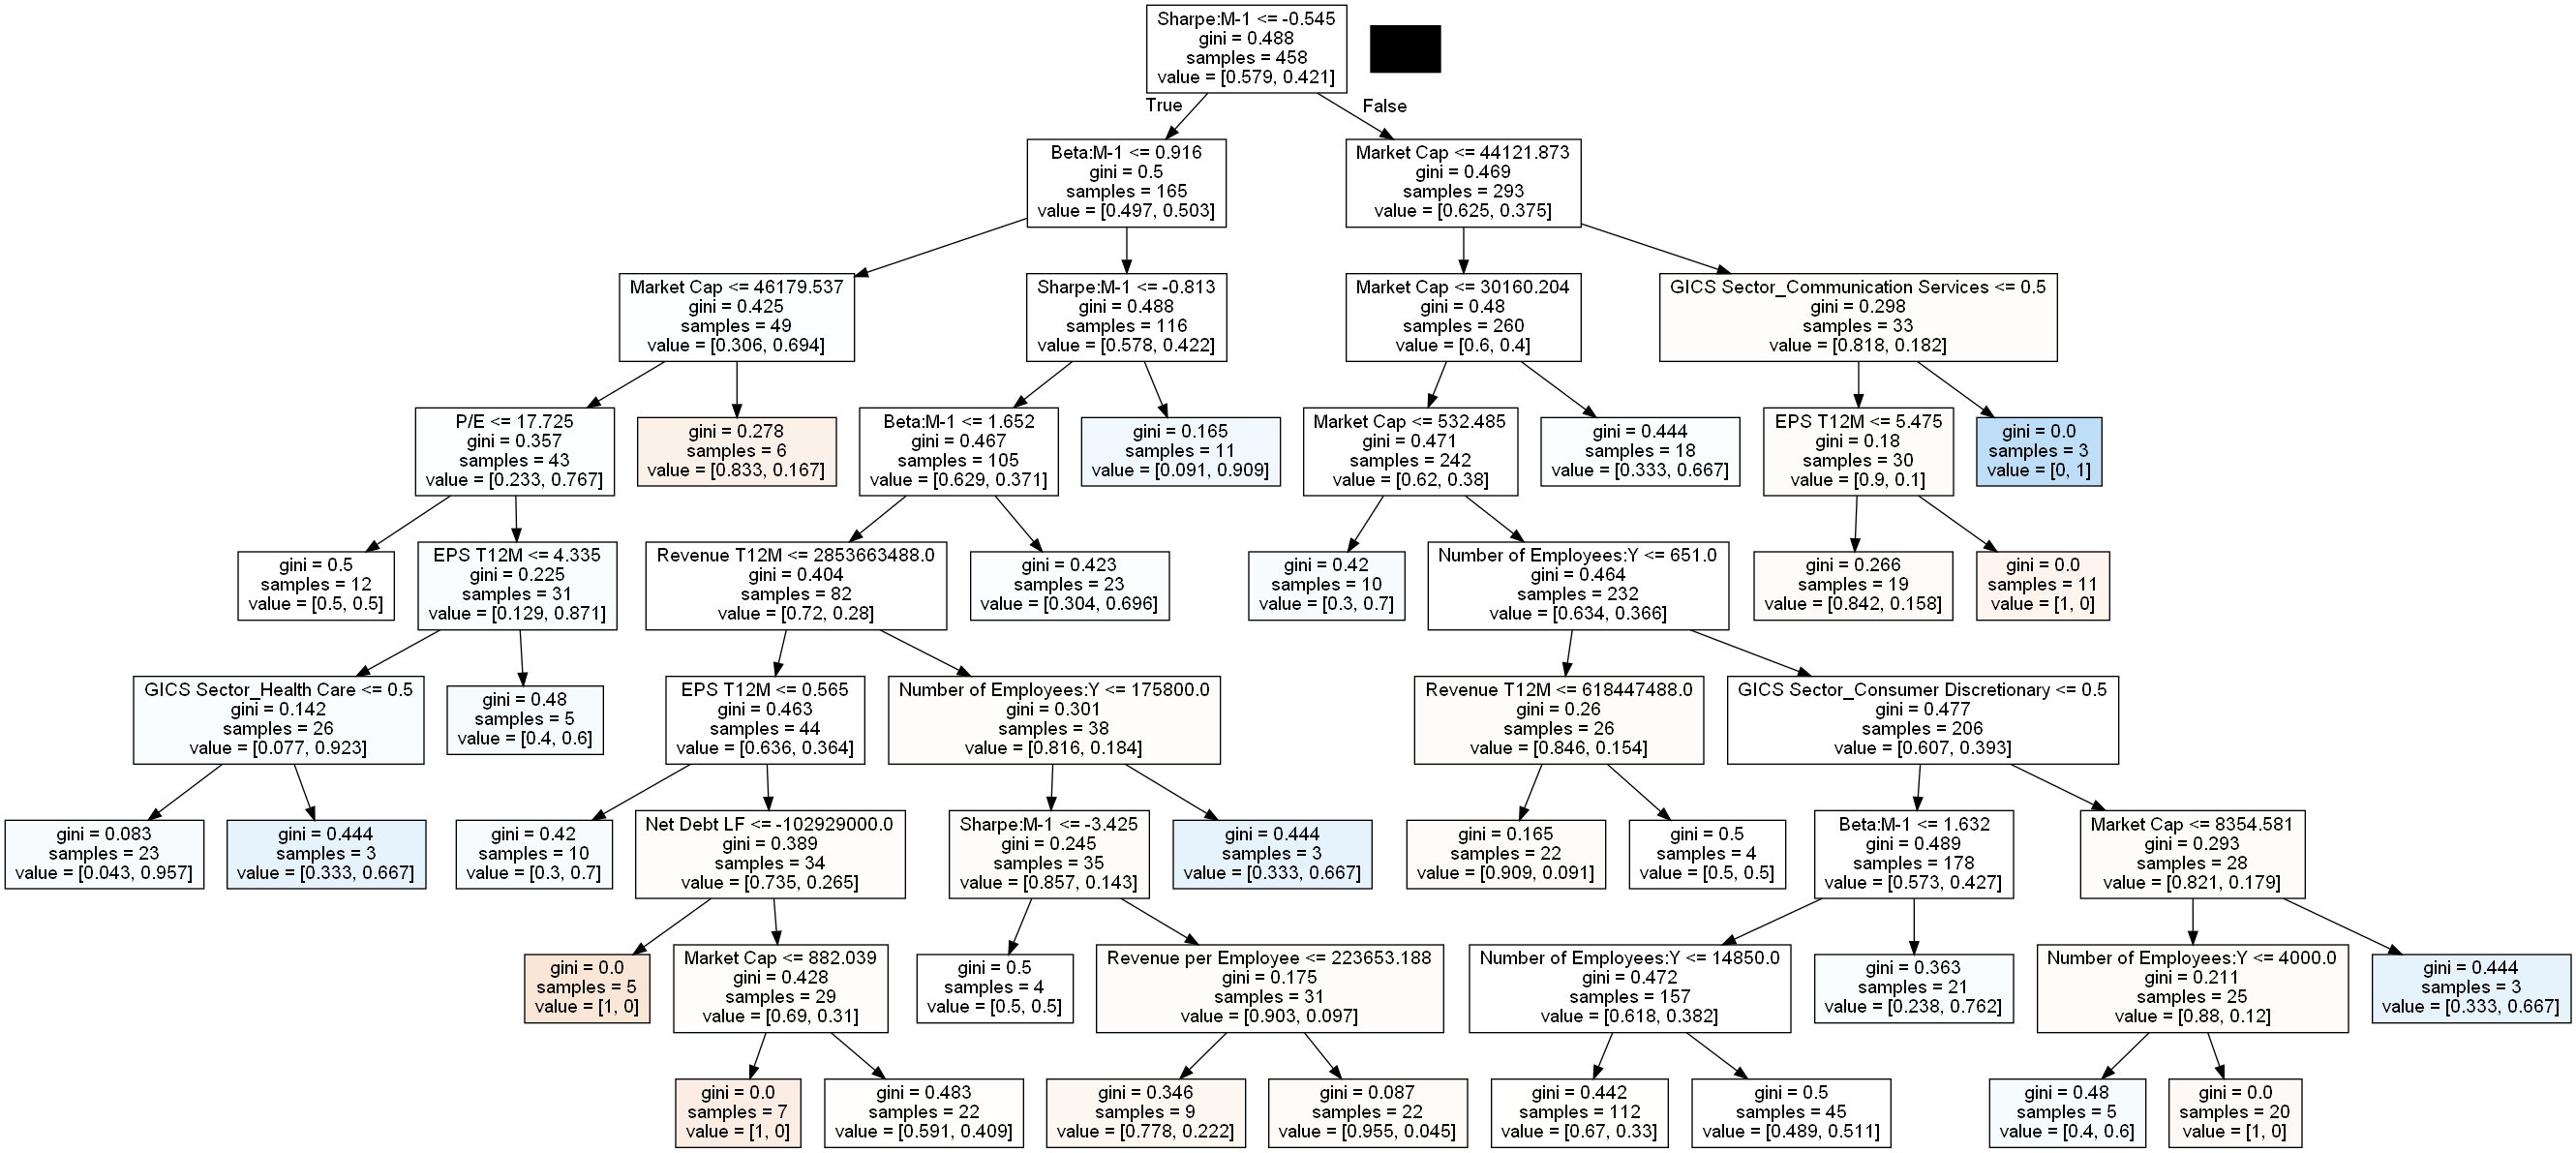 Sharpe:M-1 <= -0.545
gini = 0.488
samples = 458
value = [0.579, 0.421]
True
False
Beta:M-1 <= 0.916
gini = 0.5
samples = 165
value = [0.497, 0.503]
Market Cap <= 44121.873
gini = 0.469
samples = 293
value = [0.625, 0.375]
Market Cap <= 46179.537
gini = 0.425
samples = 49
value = [0.306, 0.694]
Sharpe:M-1 <= -0.813
gini = 0.488
samples = 116
value = [0.578, 0.422]
Market Cap <= 30160.204
gini = 0.48
samples = 260
value = [0.6, 0.4]
GICS Sector_Communication Services <= 0.5
gini = 0.298
samples = 33
value = [0.818, 0.182]
P/E <= 17.725
gini = 0.357
samples = 43
value = [0.233, 0.767]
gini = 0.278
samples = 6
value = [0.833, 0.167]
Beta:M-1 <= 1.652
gini = 0.467
samples = 105
value = [0.629, 0.371]
gini = 0.165
samples = 11
value = [0.091, 0.909]
Market Cap <= 532.485
gini = 0.471
samples = 242
value = [0.62, 0.38]
gini = 0.444
samples = 18
value = [0.333, 0.667]
EPS T12M <= 5.475
gini = 0.18
samples = 30
value = [0.9, 0.1]
gini = 0.0
samples = 3
value = [0, 1]
gini = 0.5
samples = 12
value = [0.5, 0.5]
EPS T12M <= 4.335
gini = 0.225
samples = 31
value = [0.129, 0.871]
Revenue T12M <= 2853663488.0
gini = 0.404
samples = 82
value = [0.72, 0.28]
gini = 0.423
samples = 23
value = [0.304, 0.696]
gini = 0.42
samples = 10
value = [0.3, 0.7]
Number of Employees:Y <= 651.0
gini = 0.464
samples = 232
value = [0.634, 0.366]
gini = 0.266
samples = 19
value = [0.842, 0.158]
gini = 0.0
samples = 11
value = [1, 0]
GICS Sector_Health Care <= 0.5
gini = 0.142
samples = 26
value = [0.077, 0.923]
gini = 0.48
samples = 5
value = [0.4, 0.6]
EPS T12M <= 0.565
gini = 0.463
samples = 44
value = [0.636, 0.364]
Number of Employees:Y <= 175800.0
gini = 0.301
samples = 38
value = [0.816, 0.184]
Revenue T12M <= 618447488.0
gini = 0.26
samples = 26
value = [0.846, 0.154]
GICS Sector_Consumer Discretionary <= 0.5
gini = 0.477
samples = 206
value = [0.607, 0.393]
gini = 0.083
samples = 23
value = [0.043, 0.957]
gini = 0.444
samples = 3
value = [0.333, 0.667]
gini = 0.42
samples = 10
value = [0.3, 0.7]
Net Debt LF <= -102929000.0
gini = 0.389
samples = 34
value = [0.735, 0.265]
Sharpe:M-1 <= -3.425
gini = 0.245
samples = 35
value = [0.857, 0.143]
gini = 0.444
samples = 3
value = [0.333, 0.667]
gini = 0.165
samples = 22
value = [0.909, 0.091]
gini = 0.5
samples = 4
value = [0.5, 0.5]
Beta:M-1 <= 1.632
gini = 0.489
samples = 178
value = [0.573, 0.427]
Market Cap <= 8354.581
gini = 0.293
samples = 28
value = [0.821, 0.179]
gini = 0.0
samples = 5
value = [1, 0]
Market Cap <= 882.039
gini = 0.428
samples = 29
value = [0.69, 0.31]
gini = 0.5
samples = 4
value = [0.5, 0.5]
Revenue per Employee <= 223653.188
gini = 0.175
samples = 31
value = [0.903, 0.097]
Number of Employees:Y <= 14850.0
gini = 0.472
samples = 157
value = [0.618, 0.382]
gini = 0.363
samples = 21
value = [0.238, 0.762]
Number of Employees:Y <= 4000.0
gini = 0.211
samples = 25
value = [0.88, 0.12]
gini = 0.444
samples = 3
value = [0.333, 0.667]
gini = 0.0
samples = 7
value = [1, 0]
gini = 0.483
samples = 22
value = [0.591, 0.409]
gini = 0.346
samples = 9
value = [0.778, 0.222]
gini = 0.087
samples = 22
value = [0.955, 0.045]
gini = 0.442
samples = 112
value = [0.67, 0.33]
gini = 0.5
samples = 45
value = [0.489, 0.511]
gini = 0.48
samples = 5
value = [0.4, 0.6]
gini = 0.0
samples = 20
value = [1, 0]